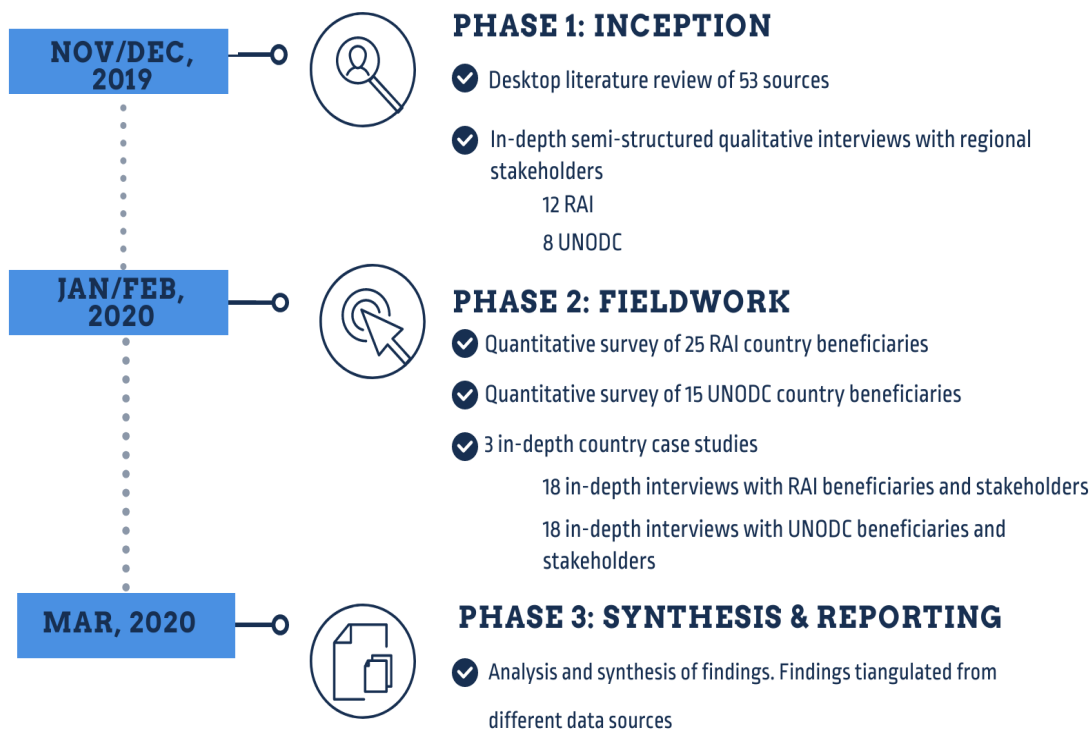 NOV/DEC,
2019
PHASE 1: INCEPTION
Desktop literature review of 53 sources
In-depth semi-structured qualitative interviews with regional
stakeholders
12 RAI
8 UNODC
JAN/FEB,
2020
PHASE 2: FIELDWORK
Quantitative survey of 25 RAI country beneficiaries
Quantitative survey of 15 UNODC country beneficiaries
3 in-depth country case studies
18 in-depth interviews with RAI beneficiaries and stakeholders
18 in-depth interviews with UNODC beneficiaries and
stakeholders
MAR, 2020
PHASE 3: SYNTHESIS & REPORTING
Analysis and synthesis of findings. Findings tiangulated from
different data sources